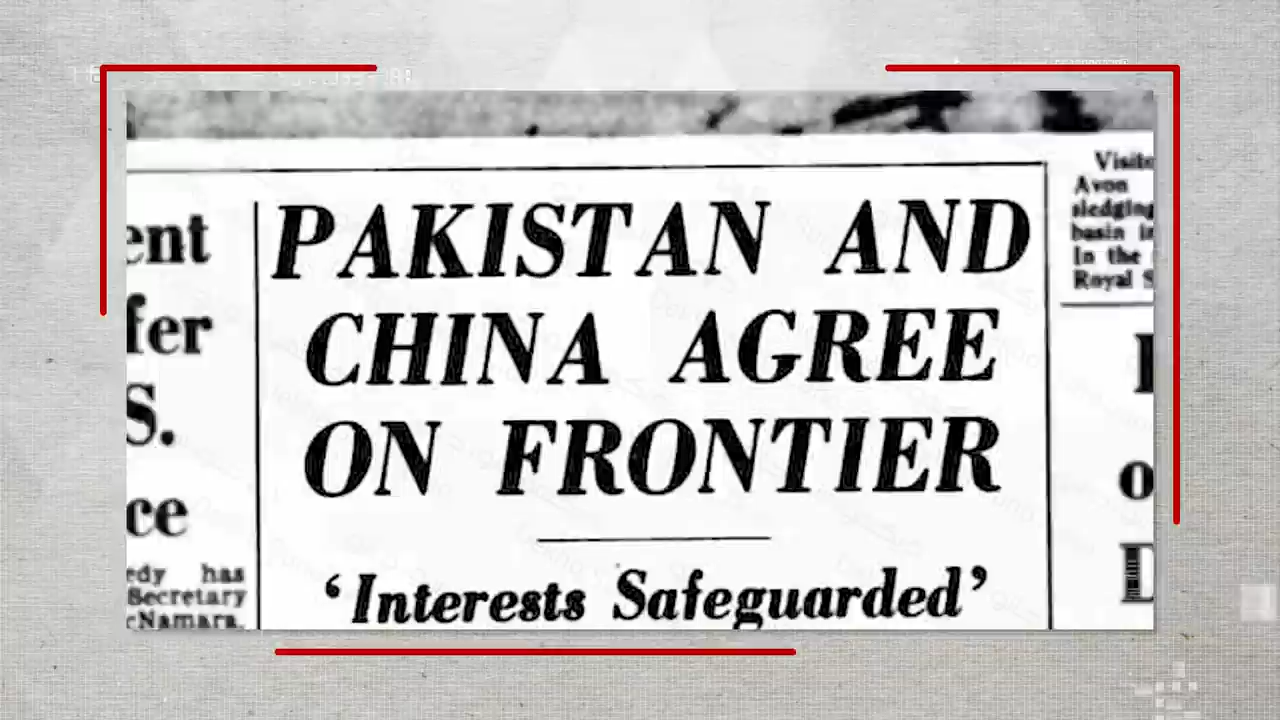 ent
fer
S.
ce
edy has
Secretary
cNamara,
PAKISTAN AND
CHINA AGREE
ON FRONTIER
‘Interests Safeguarded’
Avon
sledging
basin
In the
Royal S
o
D